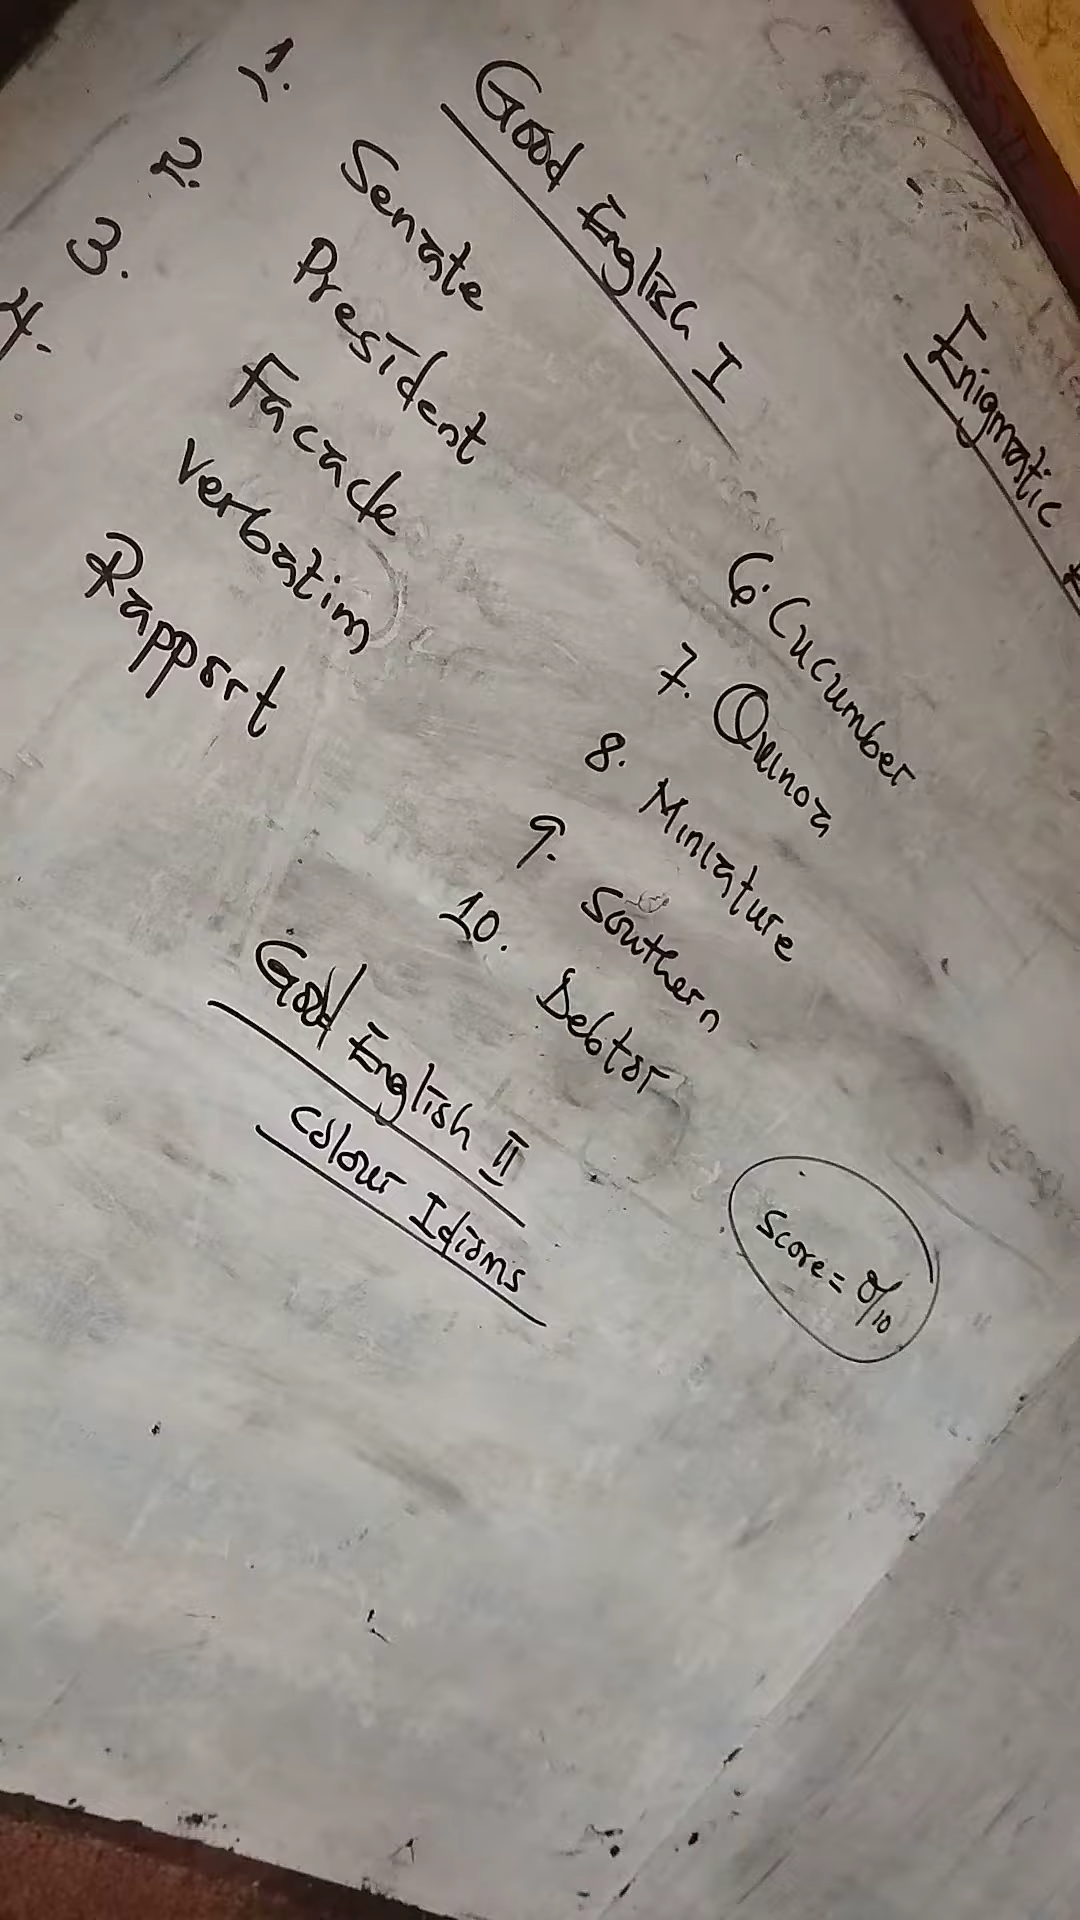 Enigmatic
Good English I
1. Senate
2. President
3. Facade
4. Verbatim
Rapport
6. Cucumber
7. Quinoa
8. Miniature
9. Southern
10. Debtor
Good English II
Colour Idioms
Score = 8/10